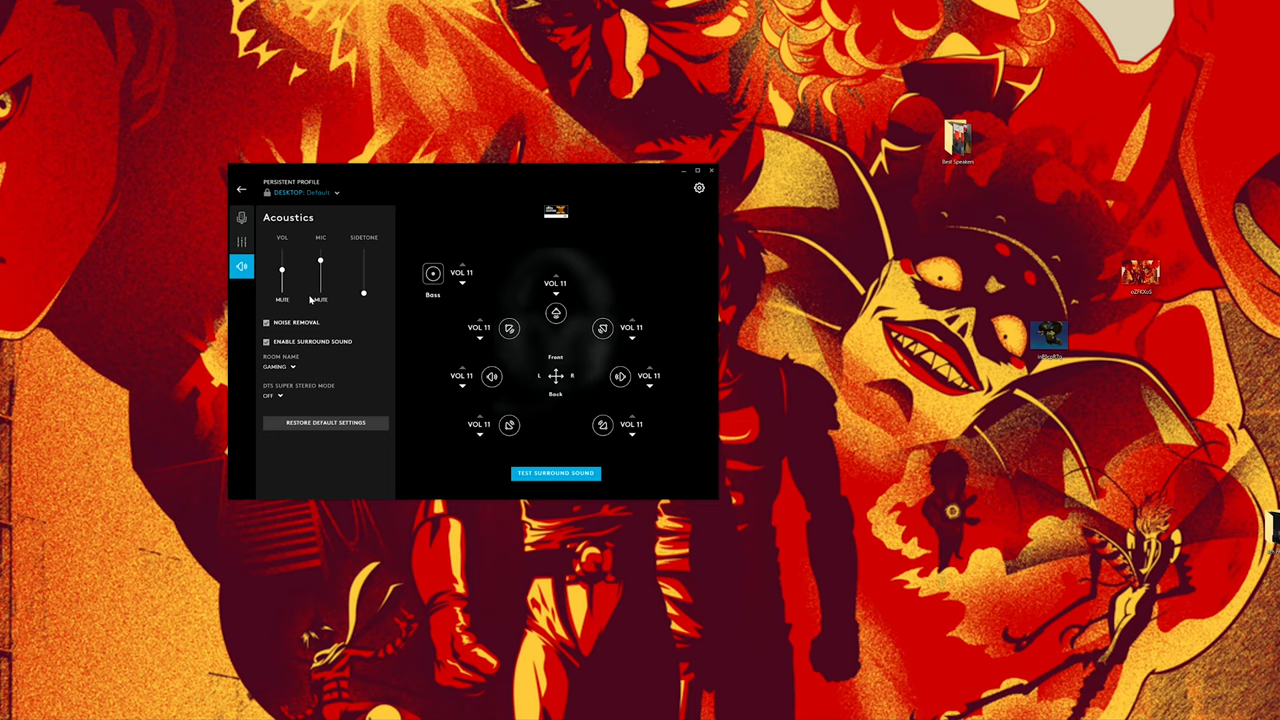 PERSISTENT PROFILE
DESKTOP: Default
Acoustics
VOL MIC SIDETONE
MUTE MUTE
NOISE REMOVAL
ENABLE SURROUND SOUND
ROOM NAME
GAMING
DTS SUPER STEREO MODE
OFF
RESTORE DEFAULT SETTINGS
VOL 11
Bass
VOL 11
VOL 11
VOL 11
Front
VOL 11
L R
VOL 11
Back
VOL 11
VOL 11
TEST SURROUND SOUND
Best Speakers